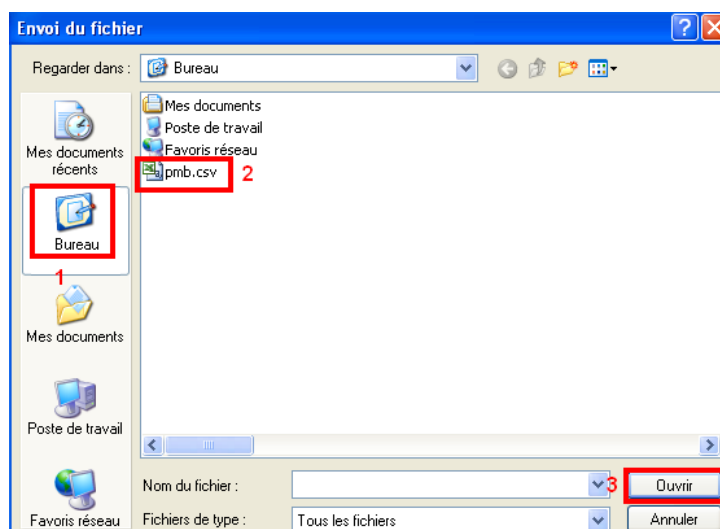 Envoi du fichier
Regarder dans :
Bureau
Mes documents récents
Bureau
1
Mes documents
Poste de travail
Favoris réseau
Mes documents
Poste de travail
Favoris réseau
pmb.csv
2
Nom du fichier :
3
Ouvrir
Fichiers de type :
Tous les fichiers
Annuler